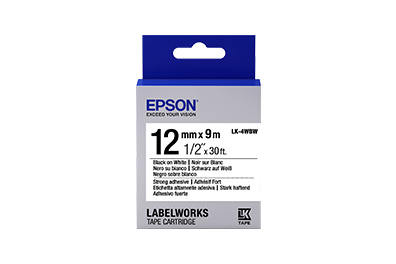 EPSON
EXCEED YOUR VISION
12 mm x 9m
LK-4WBW
1/2" x 30ft.
Black on White | Noir sur Blanc
Nero su bianco | Schwarz auf Weiß
Negro sobre blanco
Strong adhesive | Adhésif Fort
Etichetta altamente adesiva | Stark haftend
Adhesivo fuerte
LABELWORKS
TAPE CARTRIDGE
LK
TAPE